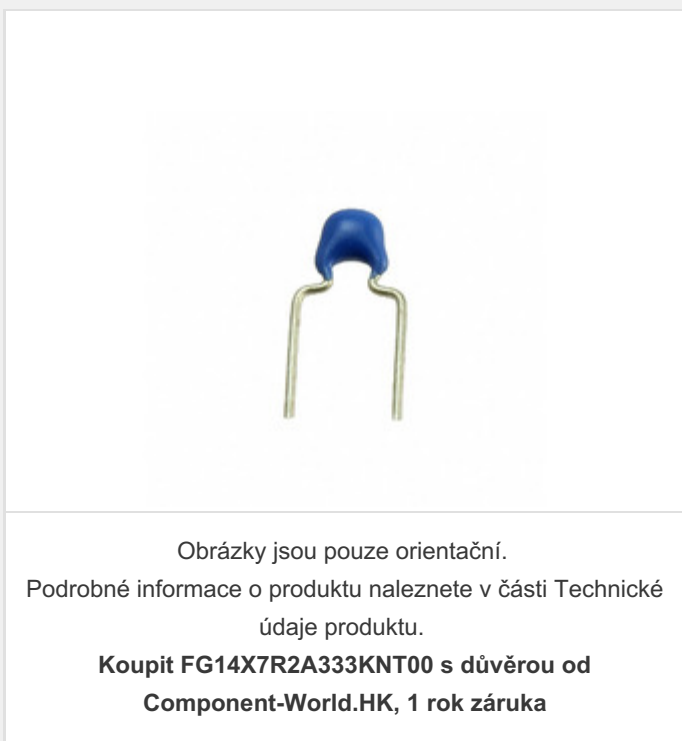 Obrázky jsou pouze orientační.
Podrobné informace o produktu naleznete v části Technické
údaje produktu.
Koupit FG14X7R2A333KNT00 s důvěrou od
Component-World.HK, 1 rok záruka